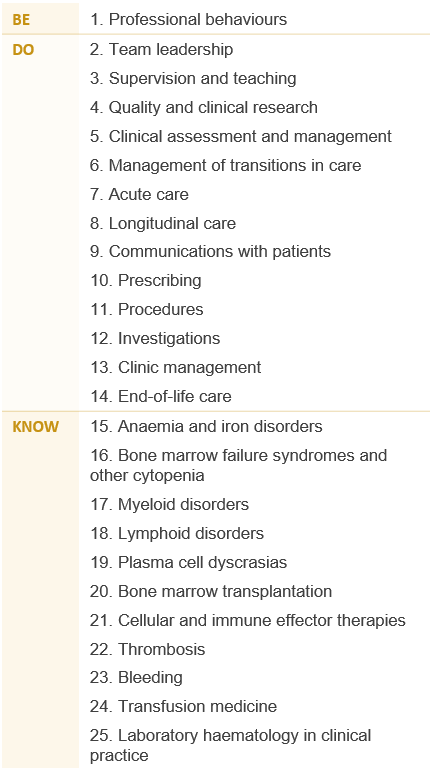 BE 1. Professional behaviours
DO 2. Team leadership
3. Supervision and teaching
4. Quality and clinical research
5. Clinical assessment and management
6. Management of transitions in care
7. Acute care
8. Longitudinal care
9. Communications with patients
10. Prescribing
11. Procedures
12. Investigations
13. Clinic management
14. End-of-life care
KNOW 15. Anaemia and iron disorders
16. Bone marrow failure syndromes and
other cytopenia
17. Myeloid disorders
18. Lymphoid disorders
19. Plasma cell dyscrasias
20. Bone marrow transplantation
21. Cellular and immune effector therapies
22. Thrombosis
23. Bleeding
24. Transfusion medicine
25. Laboratory haematology in clinical
practice